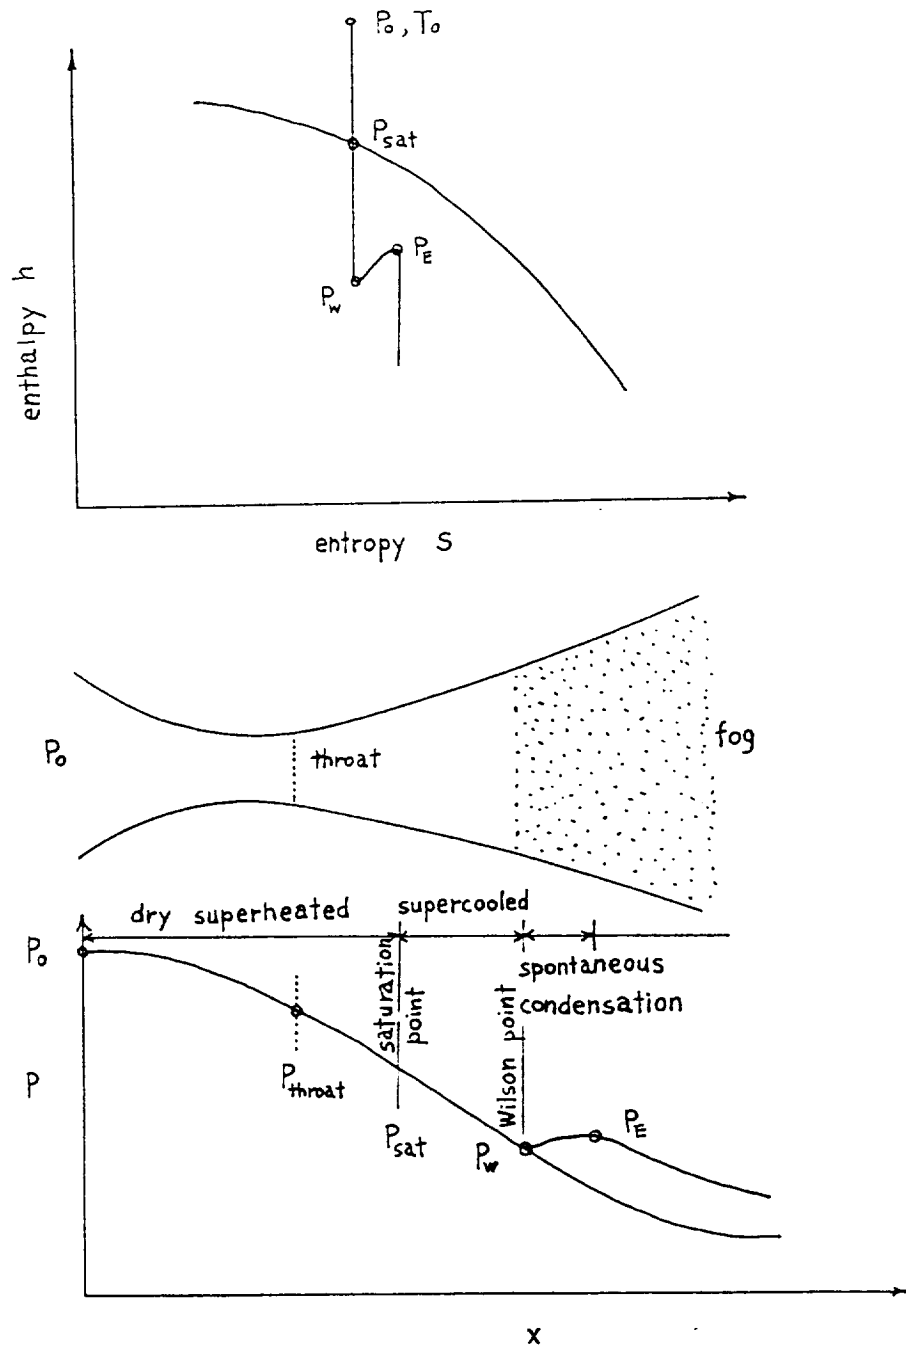 P₀, T₀
Psat
PE
Pw
enthalpy h
entropy S
P₀
throat
fog
dry superheated
supercooled
P₀
saturation
point
Wilson point
spontaneous
condensation
P
Pthroat
Psat
Pw
PE
x